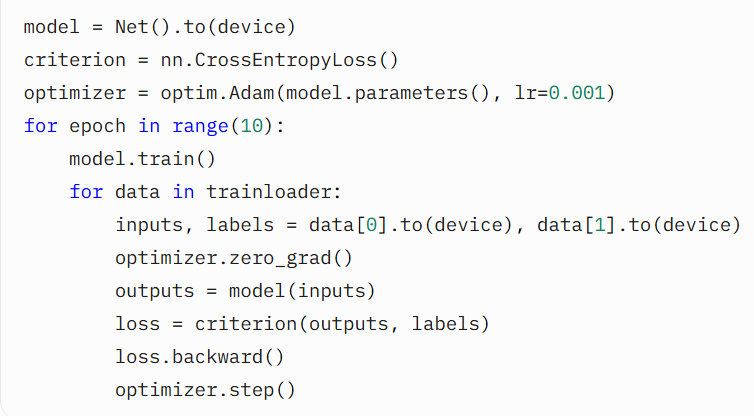 model = Net().to(device)
criterion = nn.CrossEntropyLoss()
optimizer = optim.Adam(model.parameters(), lr=0.001)
for epoch in range(10):
    model.train()
    for data in trainloader:
        inputs, labels = data[0].to(device), data[1].to(device)
        optimizer.zero_grad()
        outputs = model(inputs)
        loss = criterion(outputs, labels)
        loss.backward()
        optimizer.step()